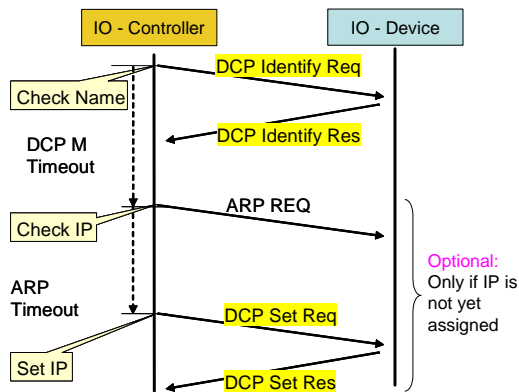 IO - Controller
IO - Device
DCP Identify Req
Check Name
DCP Identify Res
DCP M
Timeout
ARP REQ
Check IP
Optional:
Only if IP is
not yet
assigned
ARP
Timeout
DCP Set Req
Set IP
DCP Set Res